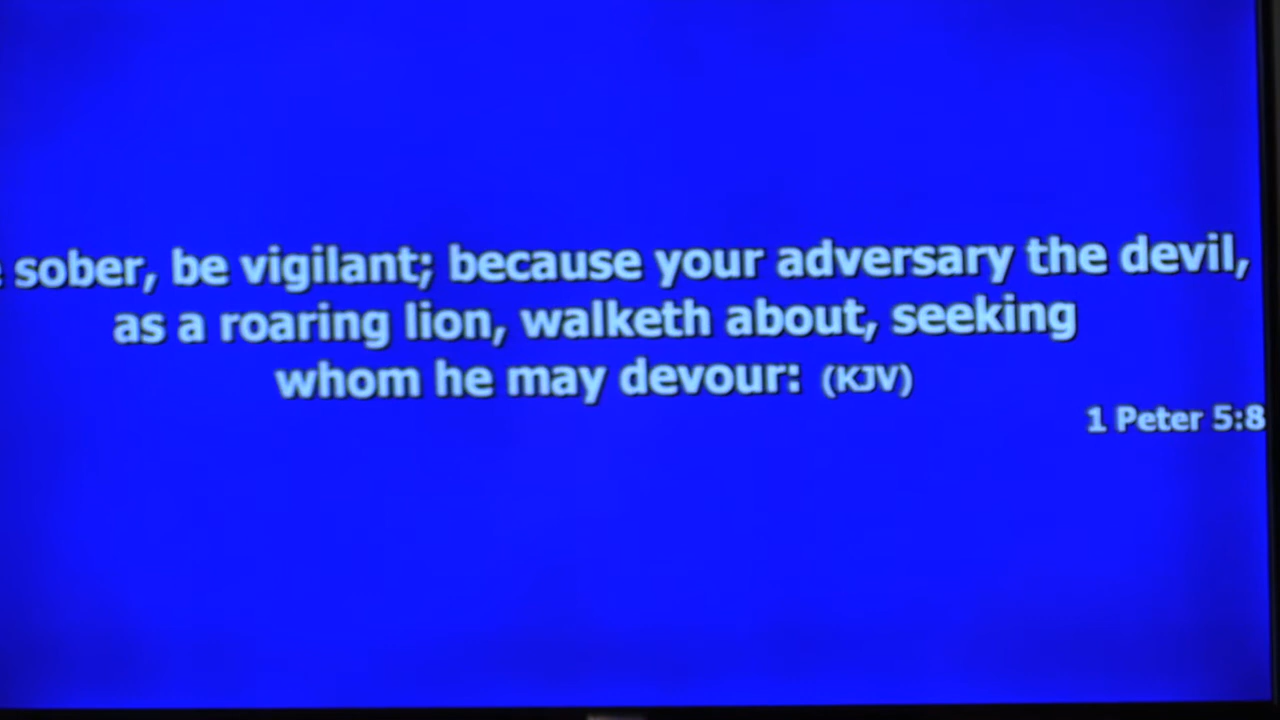 sober, be vigilant; because your adversary the devil,
as a roaring lion, walketh about, seeking
whom he may devour: (KJV)
1 Peter 5:8